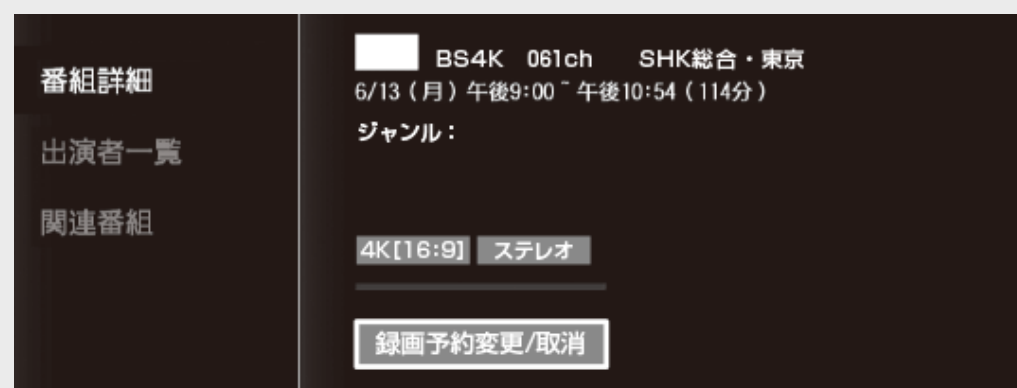 番組詳細
出演者一覧
関連番組
BS4K 061ch SHK総合・東京
6/13(月)午後9:00~午後10:54(114分)
ジャンル:
4K[16:9] ステレオ
録画予約変更/取消